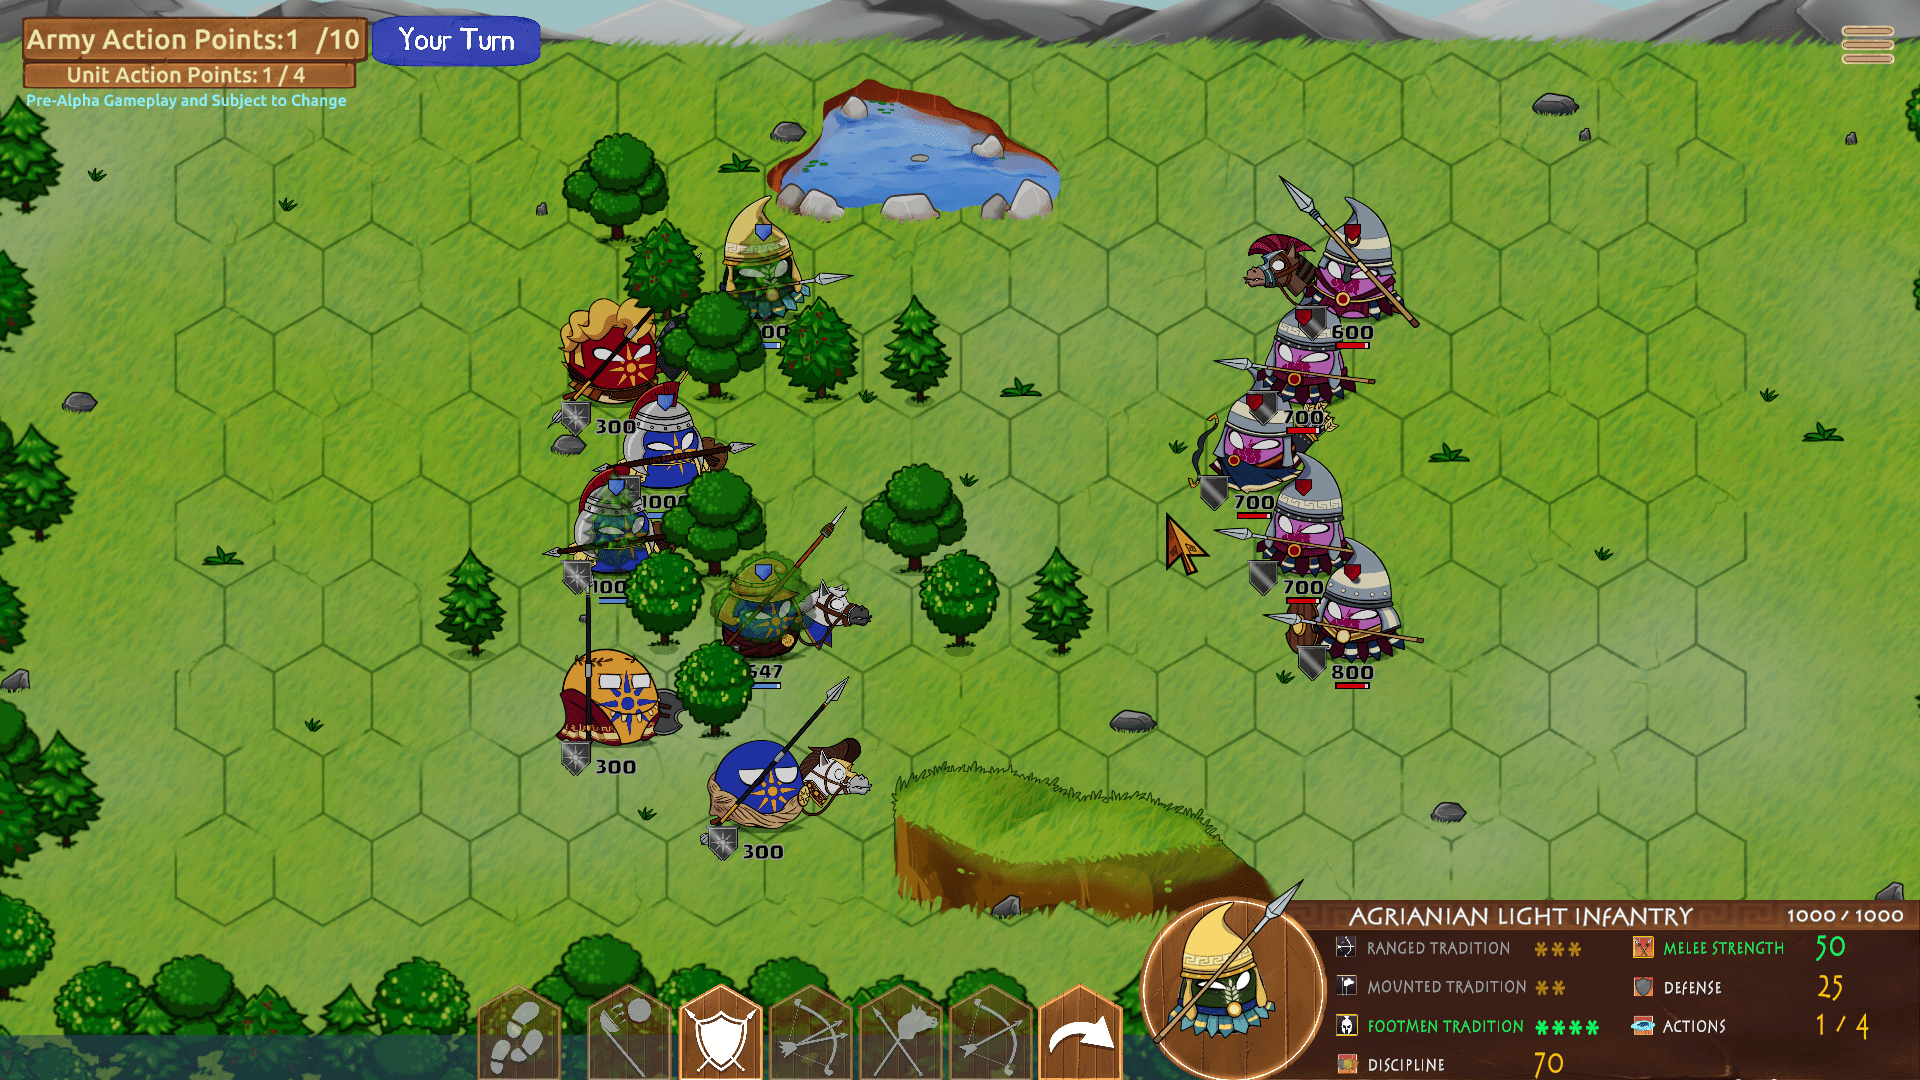 Army Action Points:1 /10
Your Turn
Unit Action Points: 1 / 4
Pre-Alpha Gameplay and Subject to Change
600
300
700
1000
700
700
647
800
300
300
AGRIANIAN LIGHT INFANTRY 1000 / 1000
RANGED TRADITION
MELEE STRENGTH 50
MOUNTED TRADITION
DEFENSE 25
FOOTMEN TRADITION
ACTIONS 1 / 4
DISCIPLINE 70